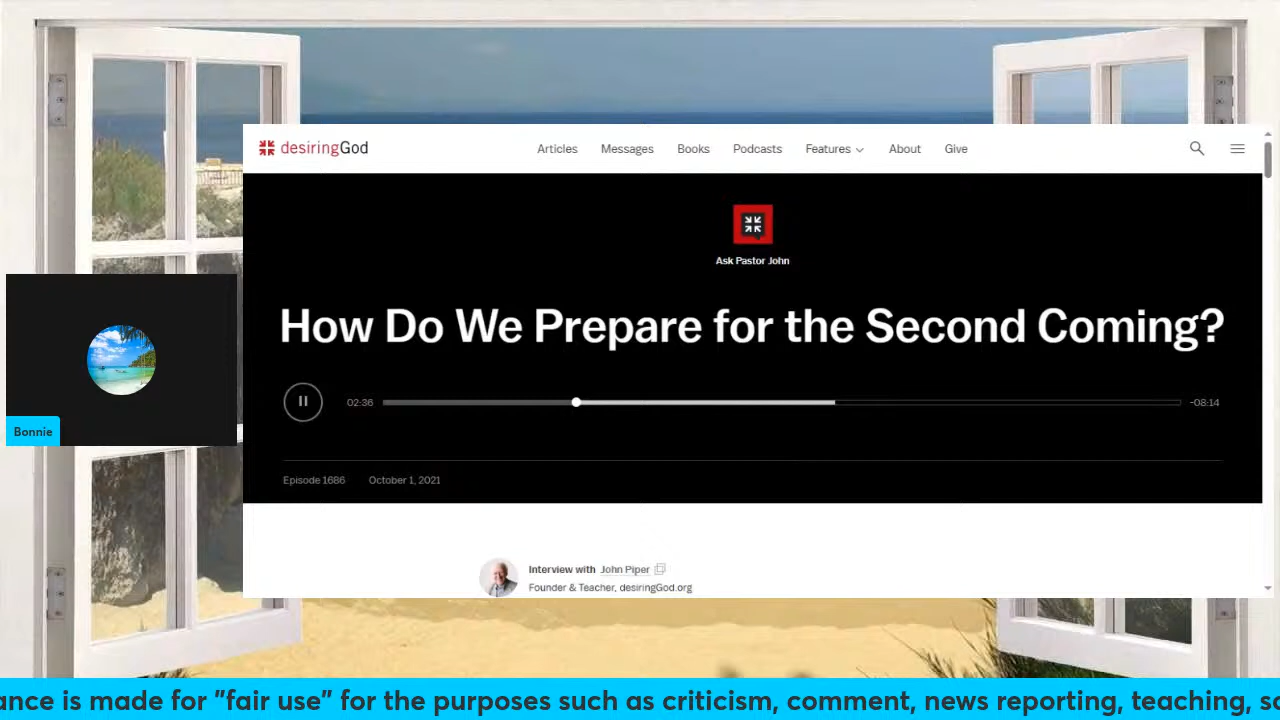 desiringGod
Articles Messages Books Podcasts Features About Give
Ask Pastor John
How Do We Prepare for the Second Coming?
02:36 -08:14
Episode 1686 October 1, 2021
Bonnie
Interview with John Piper
Founder & Teacher, desiringGod.org
ance is made for "fair use" for the purposes such as criticism, comment, news reporting, teaching,